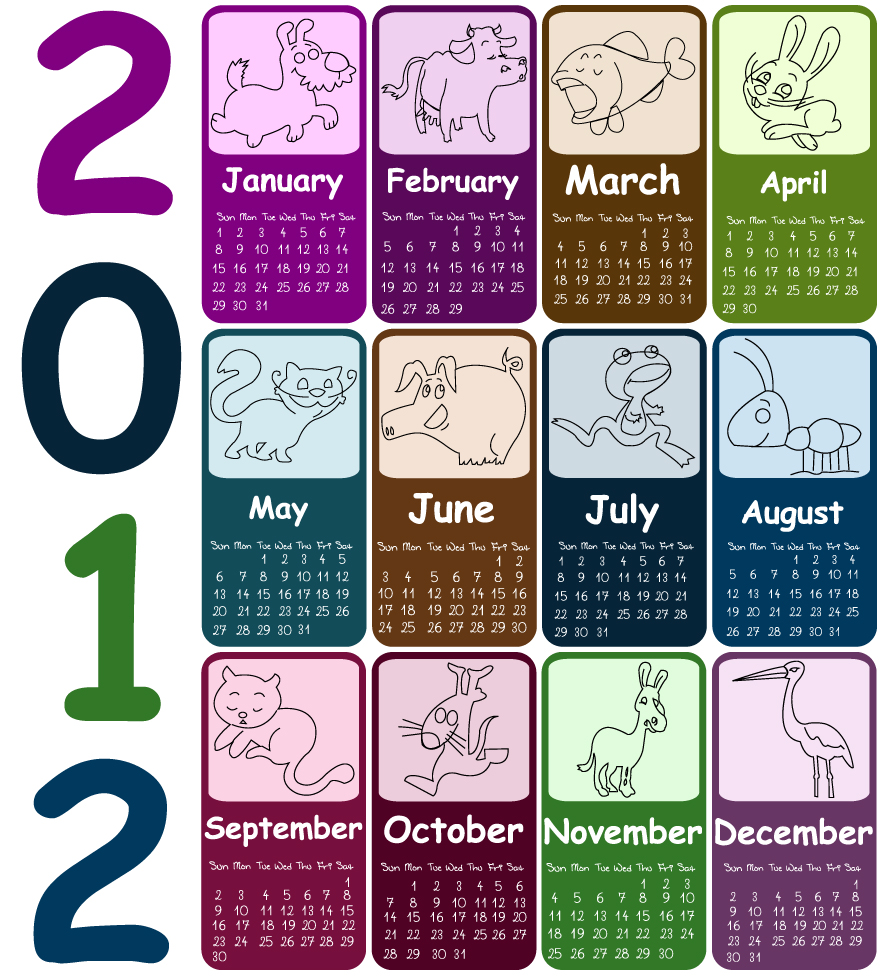 2
0
1
2
January
Sun Mon Tue Wed Thu Fri Sat
1 2 3 4 5 6 7
8 9 10 11 12 13 14
15 16 17 18 19 20 21
22 23 24 25 26 27 28
29 30 31
February
Sun Mon Tue Wed Thu Fri Sat
1 2 3 4
5 6 7 8 9 10 11
12 13 14 15 16 17 18
19 20 21 22 23 24 25
26 27 28 29
March
Sun Mon Tue Wed Thu Fri Sat
1 2 3
4 5 6 7 8 9 10
11 12 13 14 15 16 17
18 19 20 21 22 23 24
25 26 27 28 29 30 31
April
Sun Mon Tue Wed Thu Fri Sat
1 2 3 4 5 6 7
8 9 10 11 12 13 14
15 16 17 18 19 20 21
22 23 24 25 26 27 28
29 30
May
Sun Mon Tue Wed Thu Fri Sat
1 2 3 4 5
6 7 8 9 10 11 12
13 14 15 16 17 18 19
20 21 22 23 24 25 26
27 28 29 30 31
June
Sun Mon Tue Wed Thu Fri Sat
1 2
3 4 5 6 7 8 9
10 11 12 13 14 15 16
17 18 19 20 21 22 23
24 25 26 27 28 29 30
July
Sun Mon Tue Wed Thu Fri Sat
1 2 3 4 5 6 7
8 9 10 11 12 13 14
15 16 17 18 19 20 21
22 23 24 25 26 27 28
29 30 31
August
Sun Mon Tue Wed Thu Fri Sat
1 2 3 4
5 6 7 8 9 10 11
12 13 14 15 16 17 18
19 20 21 22 23 24 25
26 27 28 29 30 31
September
Sun Mon Tue Wed Thu Fri Sat
1
2 3 4 5 6 7 8
9 10 11 12 13 14 15
16 17 18 19 20 21 22
23 24 25 26 27 28 29
30
October
Sun Mon Tue Wed Thu Fri Sat
1 2 3 4 5 6
7 8 9 10 11 12 13
14 15 16 17 18 19 20
21 22 23 24 25 26 27
28 29 30 31
November
Sun Mon Tue Wed Thu Fri Sat
1 2 3
4 5 6 7 8 9 10
11 12 13 14 15 16 17
18 19 20 21 22 23 24
25 26 27 28 29 30
December
Sun Mon Tue Wed Thu Fri Sat
1
2 3 4 5 6 7 8
9 10 11 12 13 14 15
16 17 18 19 20 21 22
23 24 25 26 27 28 29
30 31